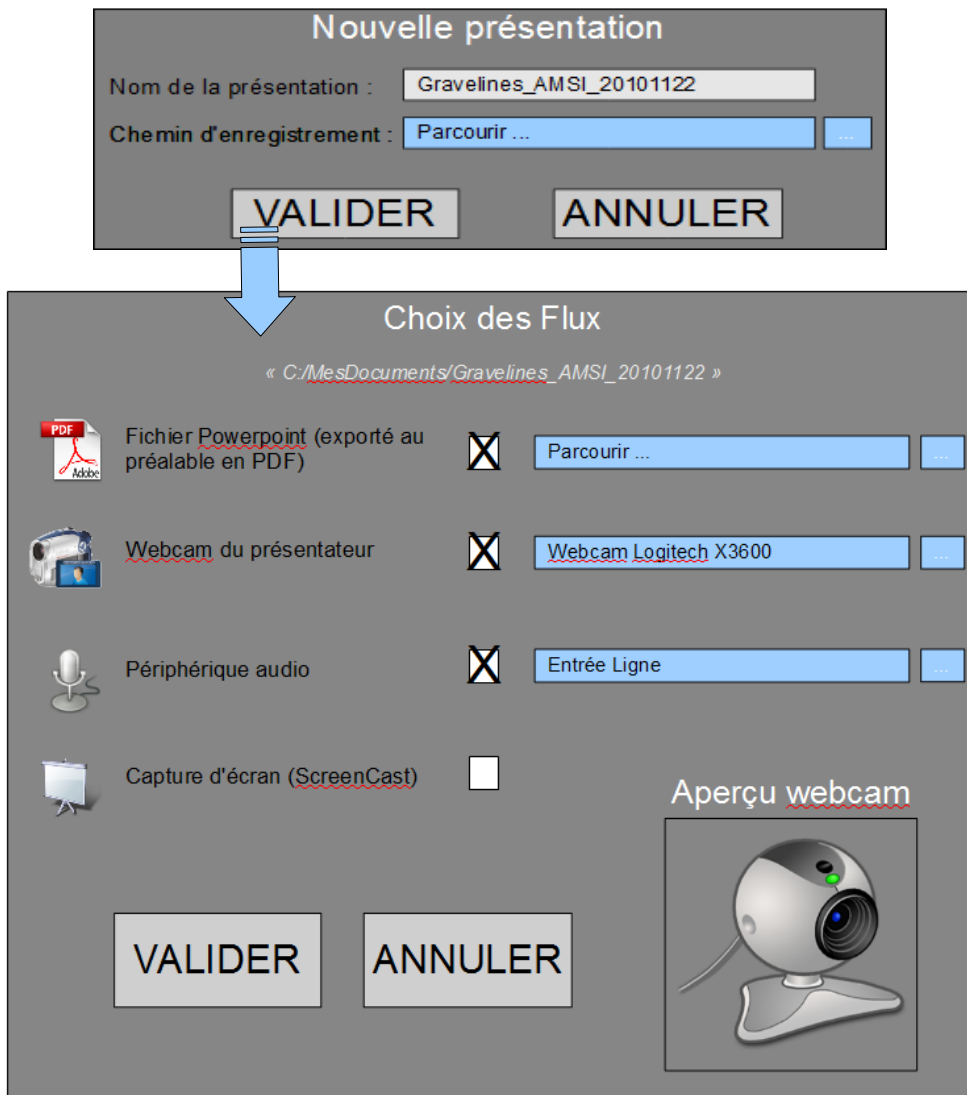 Nouvelle présentation
Nom de la présentation :
Gravelines_AMSI_20101122
Chemin d'enregistrement :
Parcourir ...
...
VALIDER
ANNULER
Choix des Flux
« C:/MesDocuments/Gravelines_AMSI_20101122 »
PDF
Adobe
Fichier Powerpoint (exporté au
préalable en PDF)
X
Parcourir ...
...
Webcam du présentateur
X
Webcam Logitech X3600
...
Périphérique audio
X
Entrée Ligne
...
Capture d'écran (ScreenCast)
Aperçu webcam
VALIDER
ANNULER